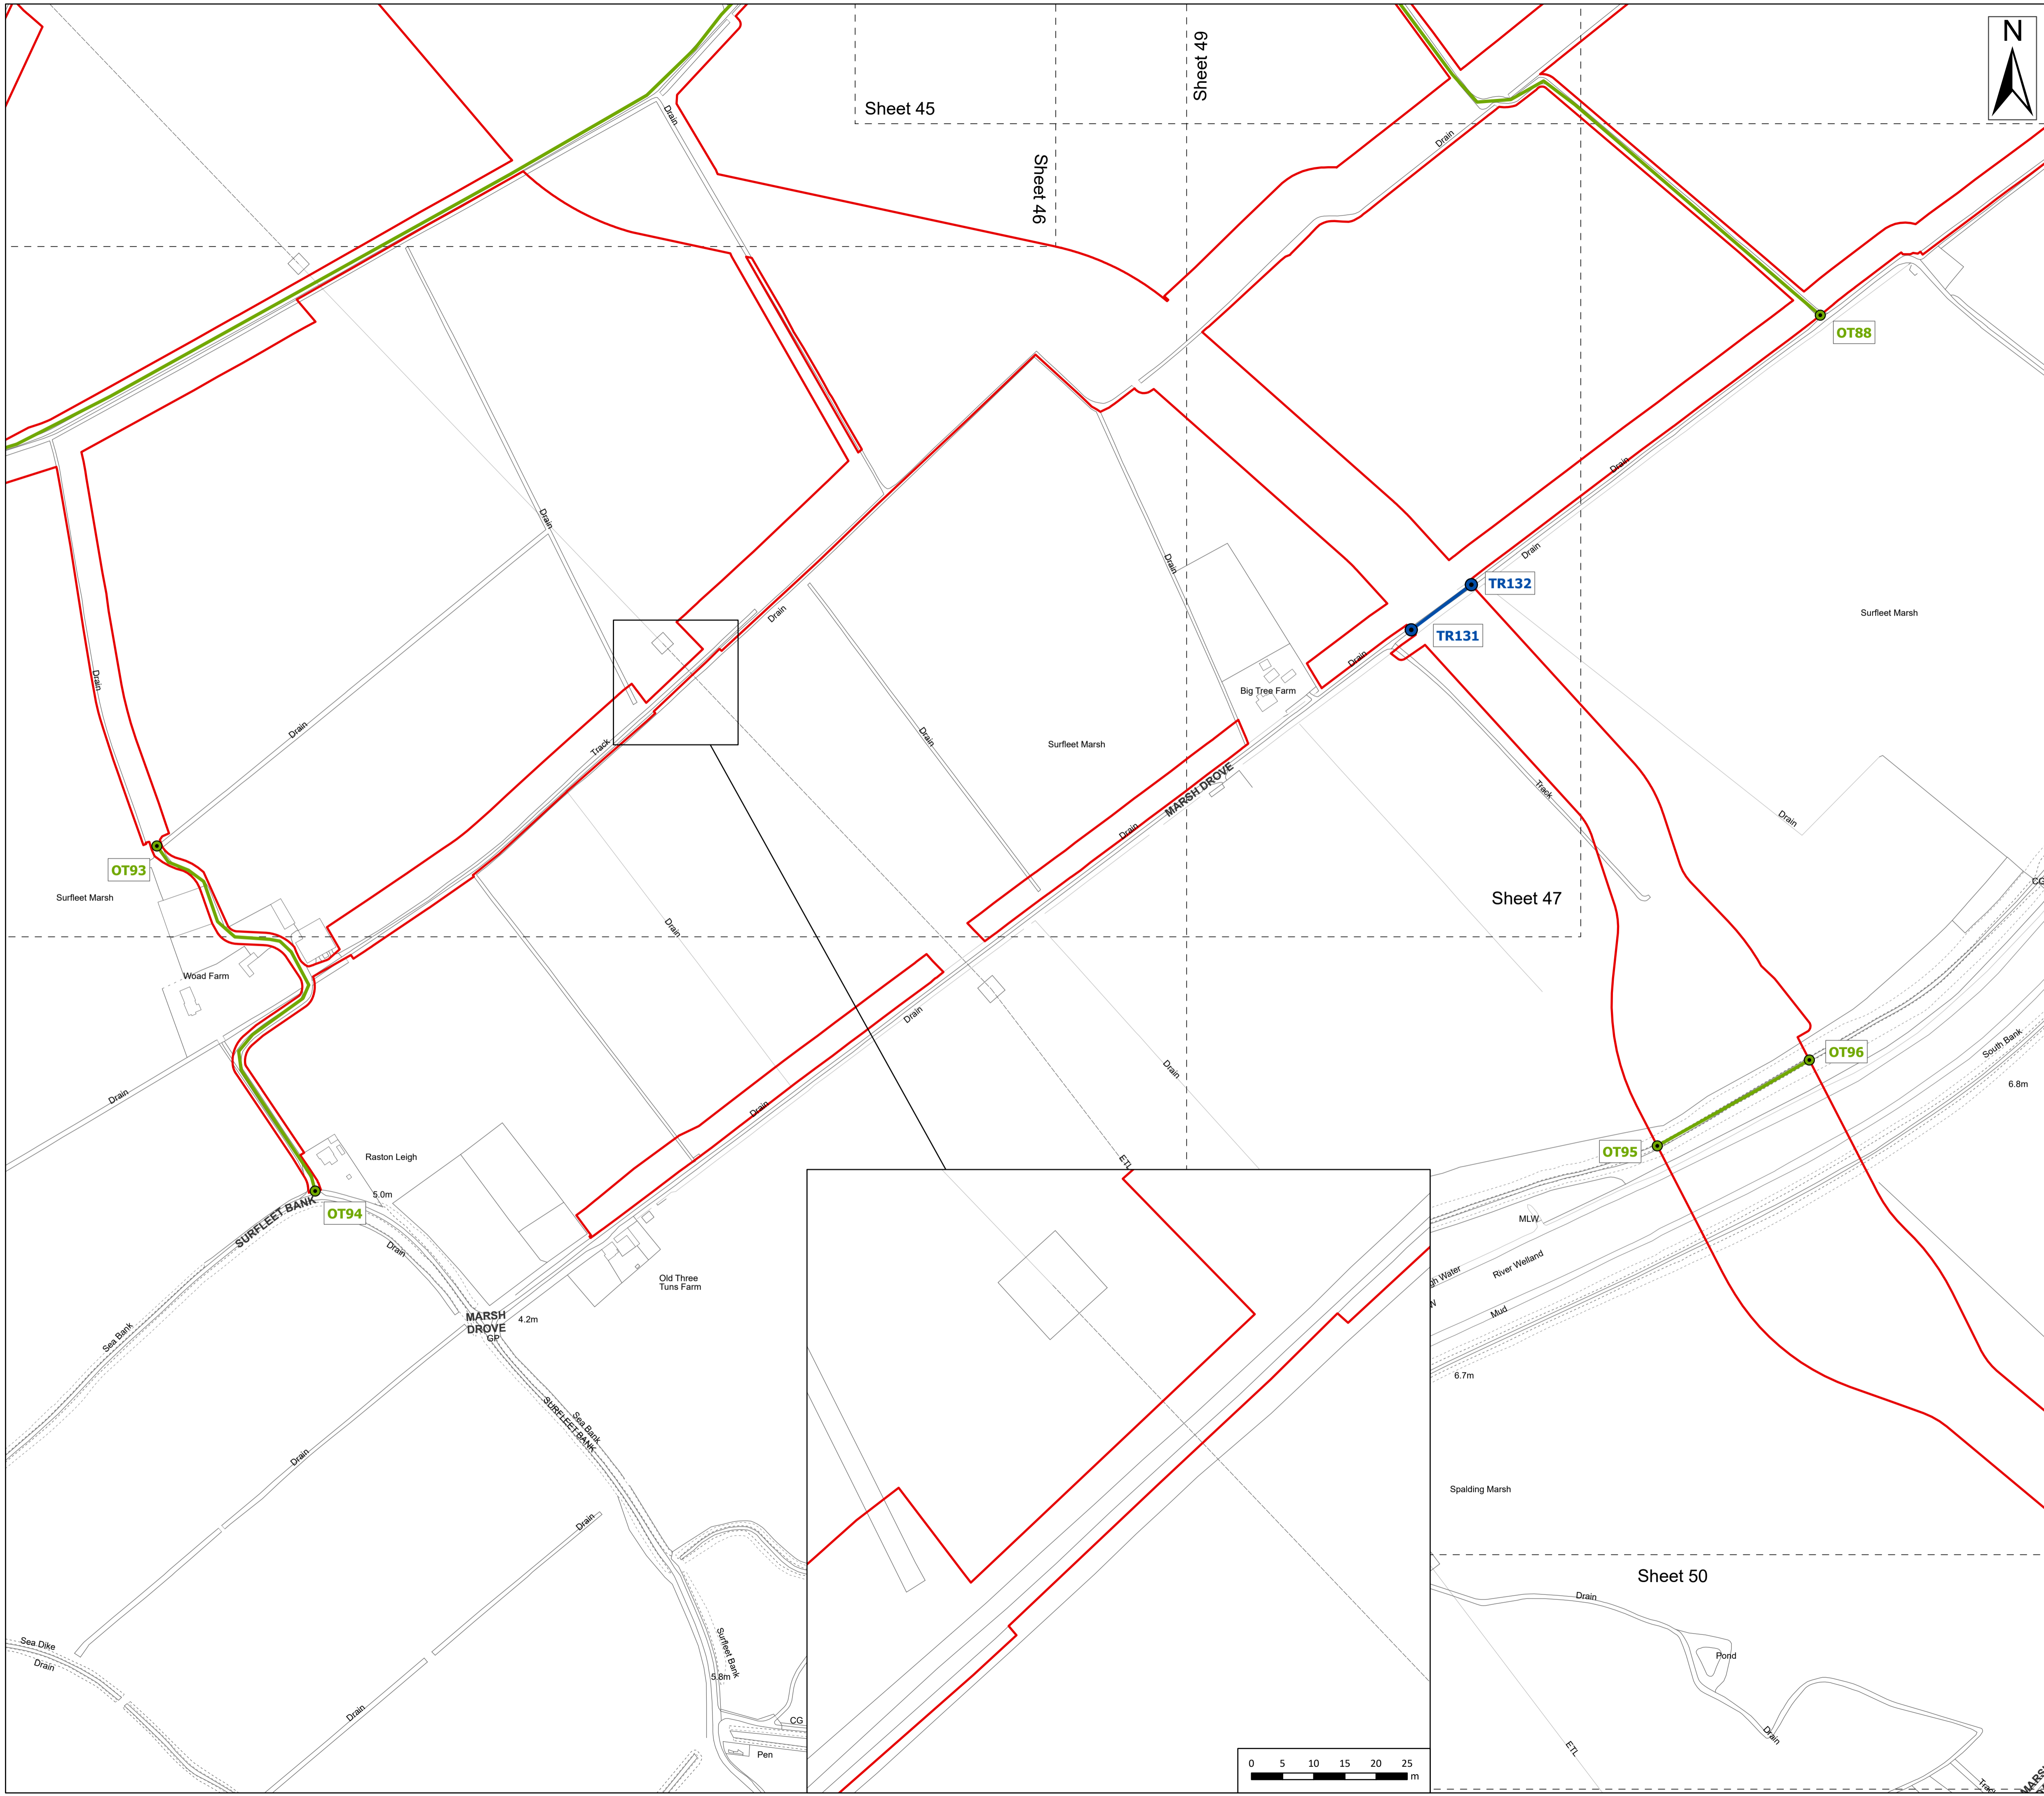 N
Sheet 49
Sheet 45
Sheet 46
Drain
Drain
OT88
Drain
Drain
Drain
Drain
TR132
TR131
Surfleet Marsh
Drain
Drain
Drain
Big Tree Farm
Drain
Drain
Track
Surfleet Marsh
MARSH DROVE
Drain
Track
Drain
OT93
Surfleet Marsh
Sheet 47
CG
Drain
Woad Farm
Drain
Drain
South Bank
OT96
6.8m
Drain
Drain
Drain
ETL
OT95
Raston Leigh
5.0m
SURFLEET BANK
OT94
Drain
MLW
River Welland
gh Water
Mud
Old Three
Tuns Farm
MARSH
DROVE
GP
4.2m
Sea Bank
6.7m
Sea Bank
SURFLEET BANK
Drain
Spalding Marsh
Drain
Sheet 50
Drain
Sea Dike
Drain
Surfleet Bank
5.8m
Pond
Drain
CG
Pen
Drain
ETL
0 5 10 15 20 25
m